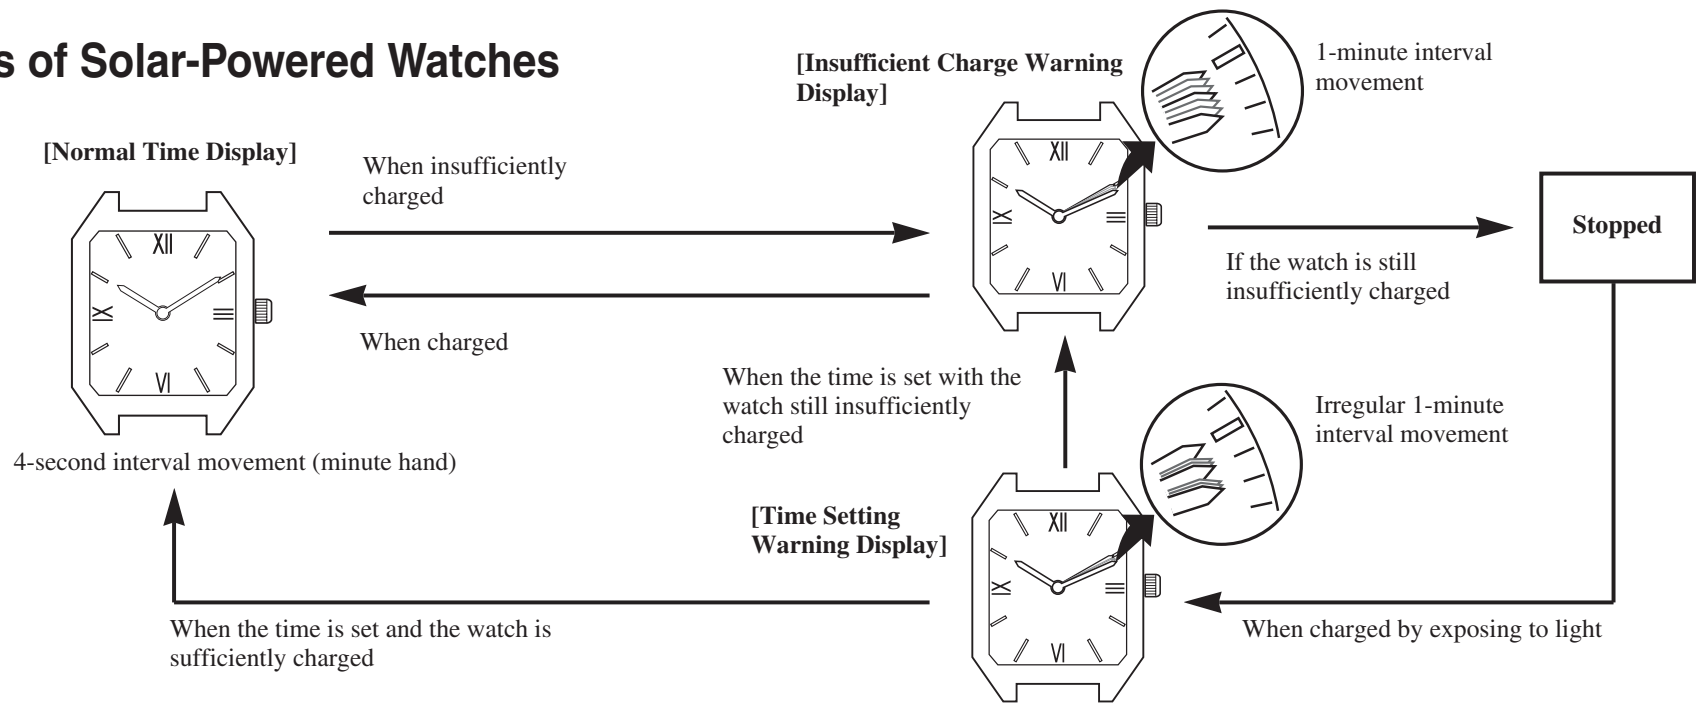 s of Solar-Powered Watches
[Normal Time Display]
XII
IX
III
VI
4-second interval movement (minute hand)
When insufficiently
charged
When charged
[Insufficient Charge Warning
Display]
XII
IX
III
VI
1-minute interval
movement
If the watch is still
insufficiently charged
Stopped
When the time is set with the
watch still insufficiently
charged
Irregular 1-minute
interval movement
[Time Setting
Warning Display]
XII
IX
III
VI
When the time is set and the watch is
sufficiently charged
When charged by exposing to light